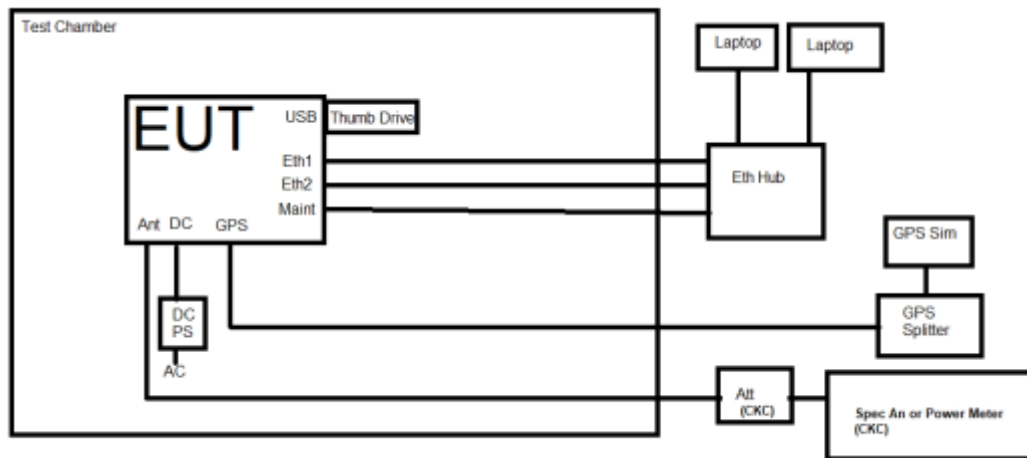 Test Chamber
Laptop
Laptop
EUT
USB
Thumb Drive
Eth1
Eth2
Maint
Eth Hub
Ant
DC
GPS
GPS Sim
DC
PS
GPS
Splitter
AC
Att
(CKC)
Spec An or Power Meter
(CKC)